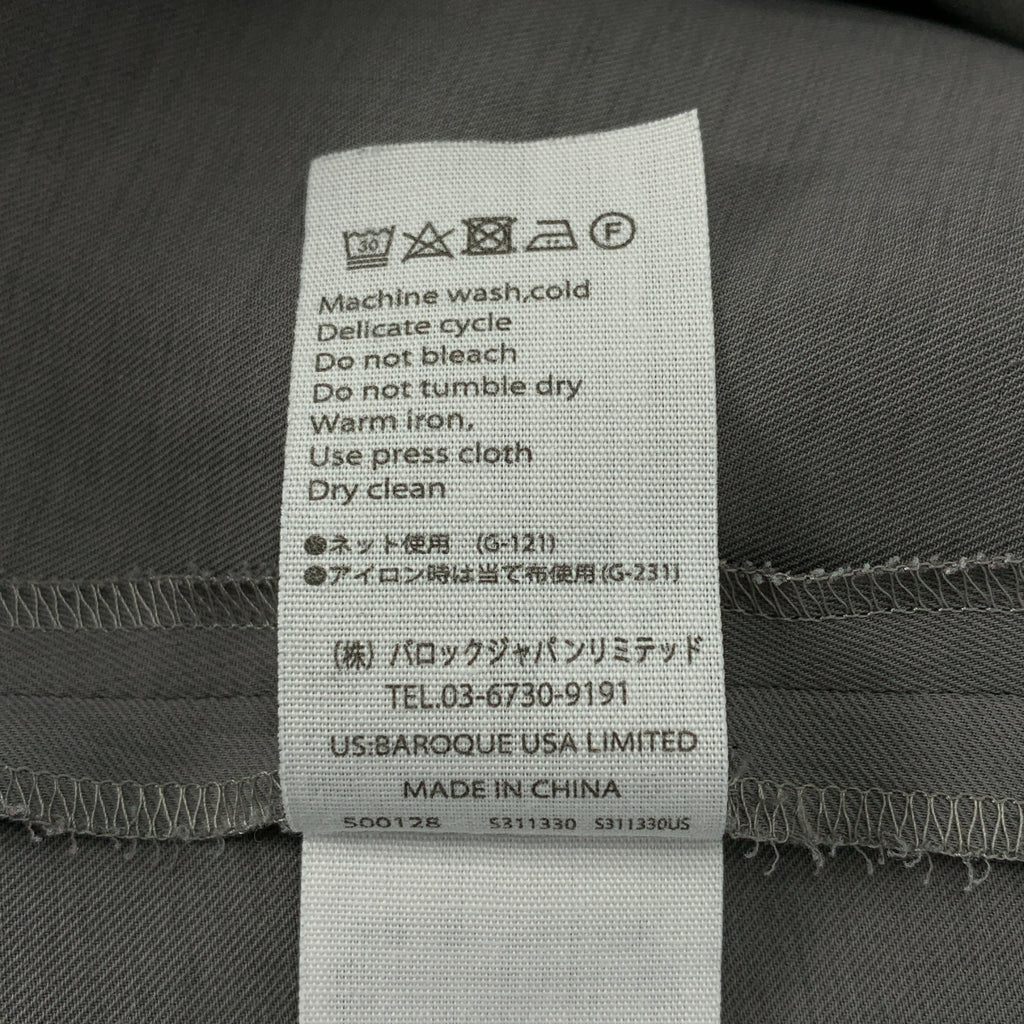 30 F
Machine wash,cold
Delicate cycle
Do not bleach
Do not tumble dry
Warm iron,
Use press cloth
Dry clean
●ネット使用 (G-121)
●アイロン時は当て布使用(G-231)
(株) バロックジャパンリミテッド
TEL.03-6730-9191
US:BAROQUE USA LIMITED
MADE IN CHINA
500128 S311330 S311330US